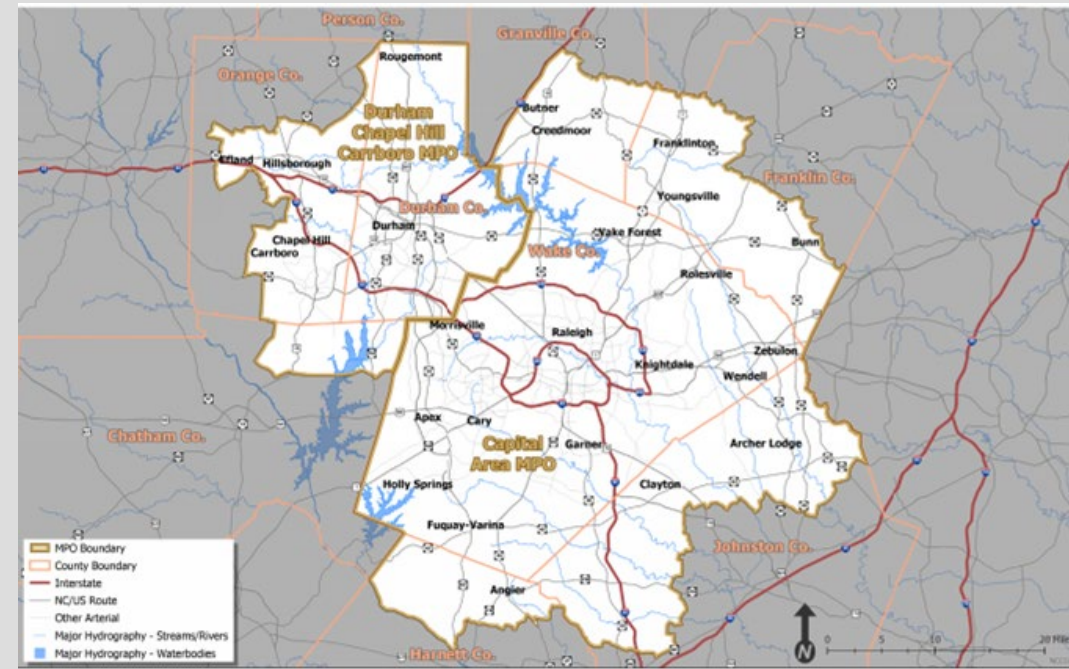 Person Co.
Granville Co.
Orange Co.
Rougemont
Durham
Chapel Hill
Carrboro MPO
Butner
Creedmoor
Franklinton
Efland
Hillsborough
Franklin Co.
Youngsville
Durham Co.
Durham
Chapel Hill
Carrboro
Wake Forest
Bunn
Wake Co.
Rolesville
Morrisville
Raleigh
Zebulon
Knightdale
Wendell
Apex
Cary
Chatham Co.
Capital
Area MPO
Garner
Archer Lodge
Holly Springs
Clayton
Fuquay-Varina
Johnston Co.
Angier
Harnett Co.
MPO Boundary
County Boundary
Interstate
NC/US Route
Other Arterial
Major Hydrography - Streams/Rivers
Major Hydrography - Waterbodies
N
0 5 10 20 Miles